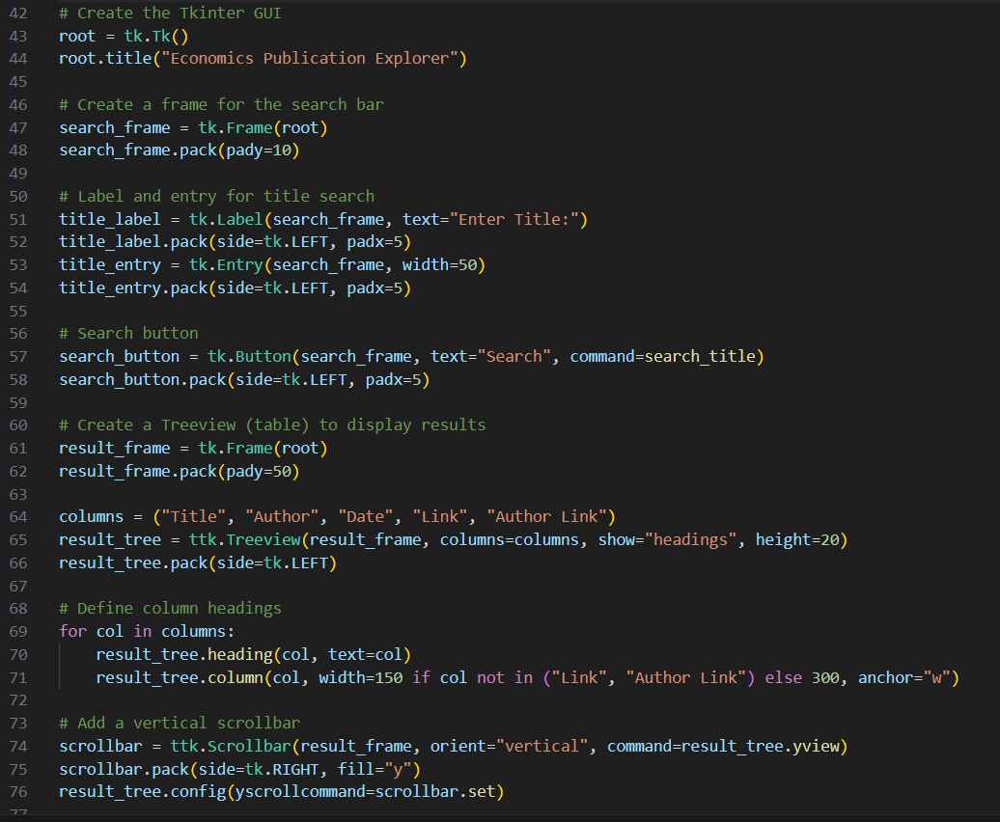 42 # Create the Tkinter GUI
43 root = tk.Tk()
44 root.title("Economics Publication Explorer")
45
46 # Create a frame for the search bar
47 search_frame = tk.Frame(root)
48 search_frame.pack(pady=10)
49
50 # Label and entry for title search
51 title_label = tk.Label(search_frame, text="Enter Title:")
52 title_label.pack(side=tk.LEFT, padx=5)
53 title_entry = tk.Entry(search_frame, width=50)
54 title_entry.pack(side=tk.LEFT, padx=5)
55
56 # Search button
57 search_button = tk.Button(search_frame, text="Search", command=search_title)
58 search_button.pack(side=tk.LEFT, padx=5)
59
60 # Create a Treeview (table) to display results
61 result_frame = tk.Frame(root)
62 result_frame.pack(pady=50)
63
64 columns = ("Title", "Author", "Date", "Link", "Author Link")
65 result_tree = ttk.Treeview(result_frame, columns=columns, show="headings", height=20)
66 result_tree.pack(side=tk.LEFT)
67
68 # Define column headings
69 for col in columns:
70     result_tree.heading(col, text=col)
71     result_tree.column(col, width=150 if col not in ("Link", "Author Link") else 300, anchor="w")
72
73 # Add a vertical scrollbar
74 scrollbar = ttk.Scrollbar(result_frame, orient="vertical", command=result_tree.yview)
75 scrollbar.pack(side=tk.RIGHT, fill="y")
76 result_tree.config(yscrollcommand=scrollbar.set)
77